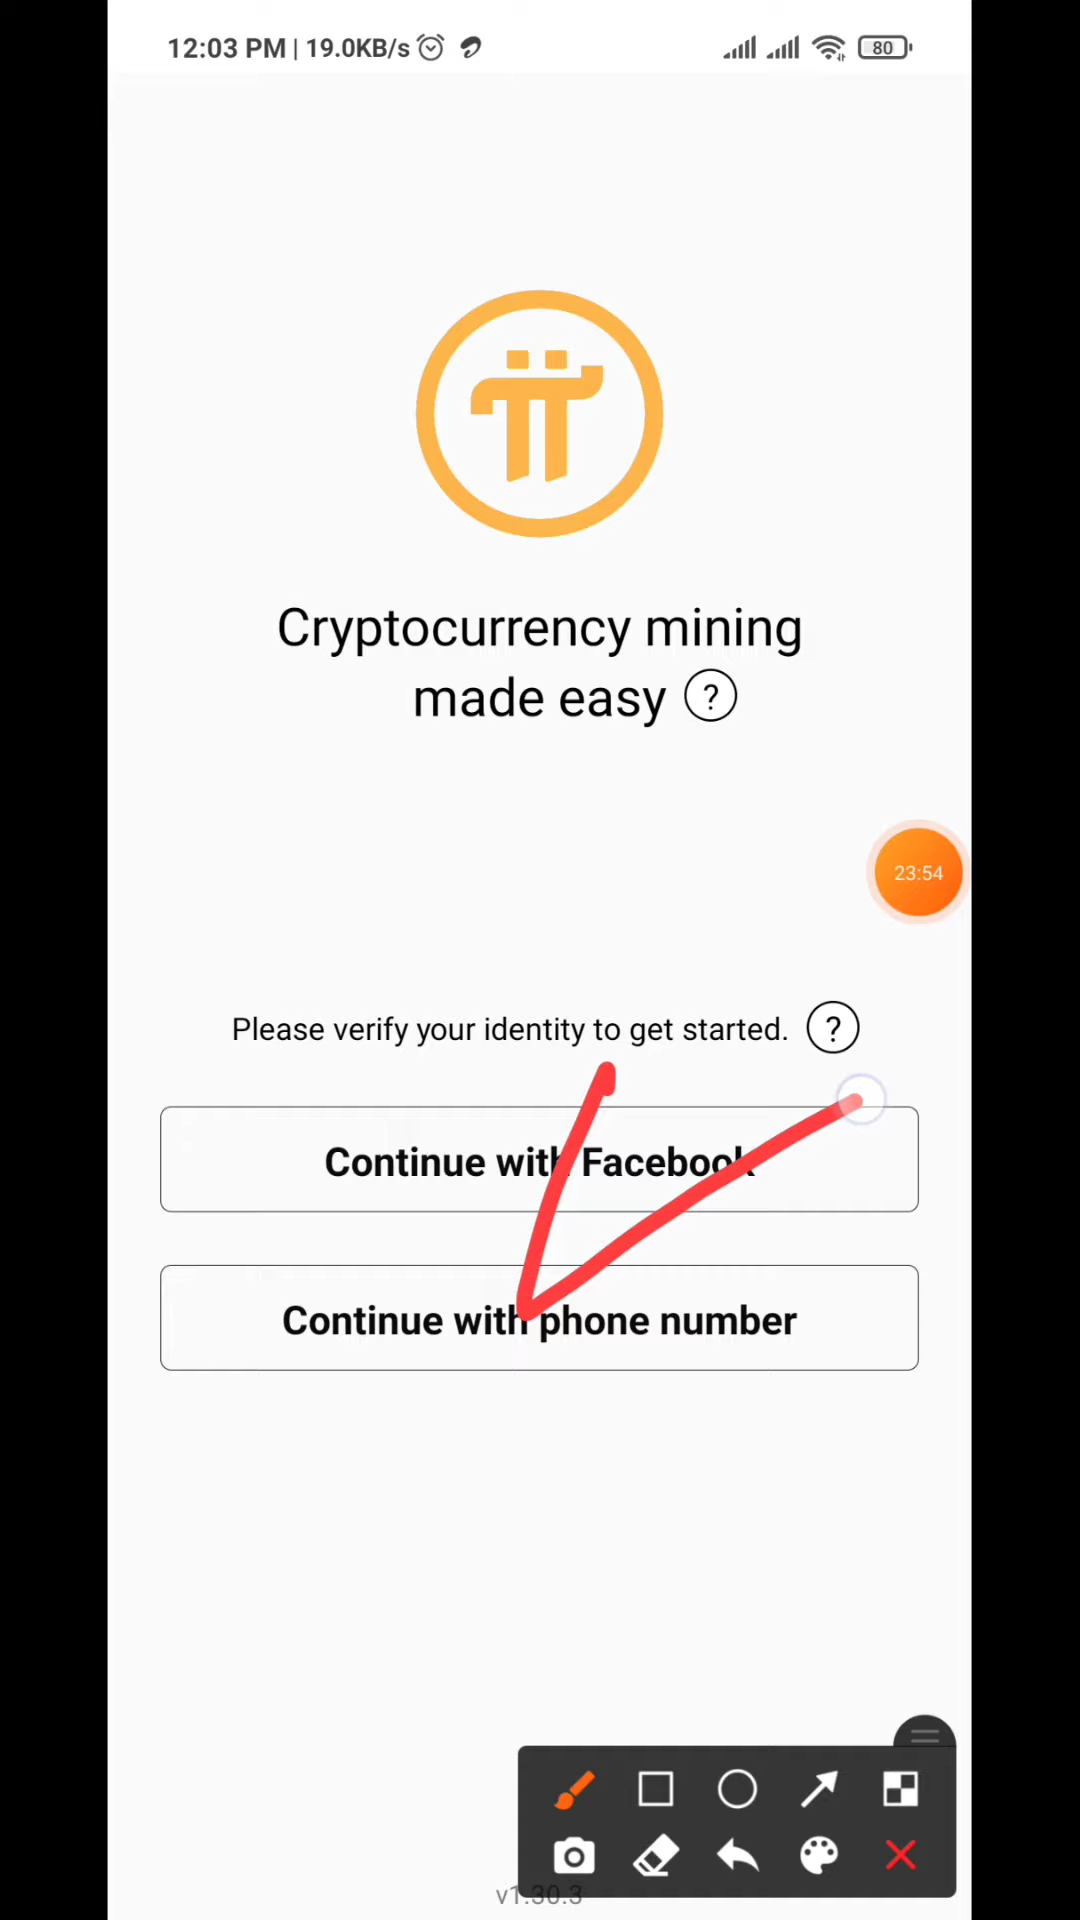 12:03 PM | 19.0KB/s
80
Cryptocurrency mining
made easy ?
23:54
Please verify your identity to get started. ?
Continue with Facebook
Continue with phone number
v1.30.3